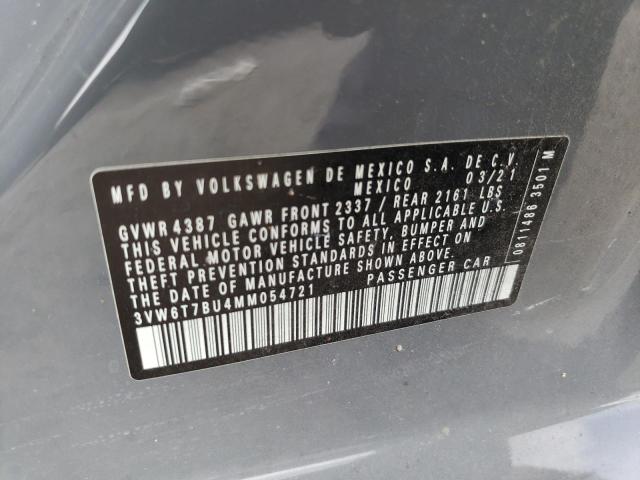 MFD BY VOLKSWAGEN DE MEXICO S.A. DE C.V.
MEXICO 03/21
GVWR 4387 GAWR FRONT 2337 / REAR 2161 LBS
THIS VEHICLE CONFORMS TO ALL APPLICABLE U.S.
FEDERAL MOTOR VEHICLE SAFETY, BUMPER AND
THEFT PREVENTION STANDARDS IN EFFECT ON
THE DATE OF MANUFACTURE SHOWN ABOVE.
3VW6T7BU4MM054721 PASSENGER CAR
0811486 3501 M